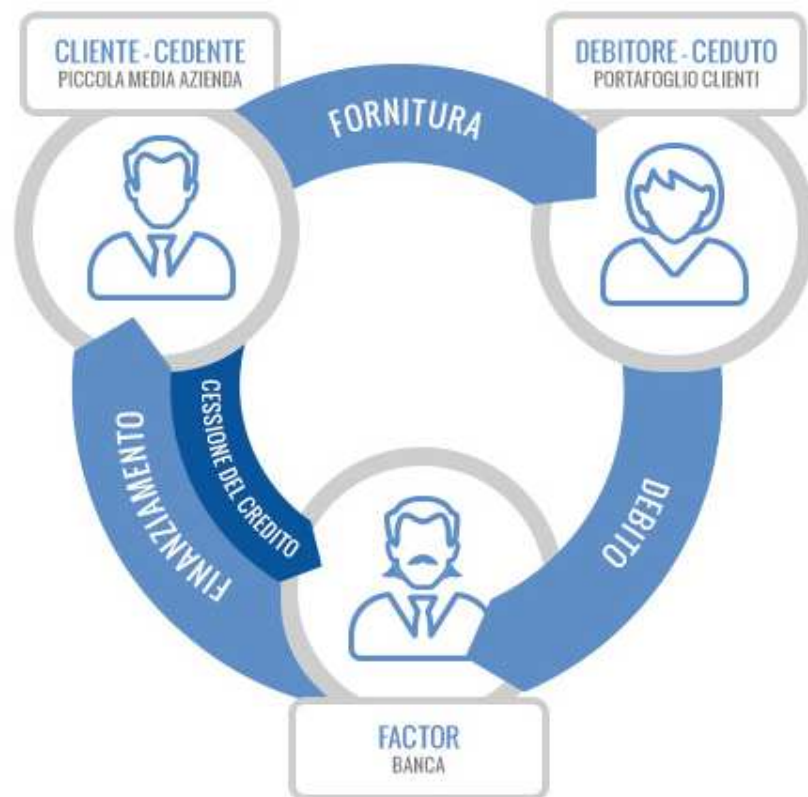 CLIENTE - CEDENTE
PICCOLA MEDIA AZIENDA
DEBITORE - CEDUTO
PORTAFOGLIO CLIENTI
FORNITURA
CESSIONE DEL CREDITO
FINANZIAMENTO
DEBITO
FACTOR
BANCA